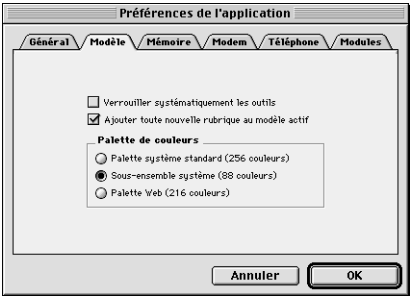 Préférences de l'application
Général Modèle Mémoire Modem Téléphone Modules
Verrouiller systématiquement les outils
Ajouter toute nouvelle rubrique au modèle actif
Palette de couleurs
Palette système standard (256 couleurs)
Sous-ensemble système (88 couleurs)
Palette Web (216 couleurs)
Annuler OK